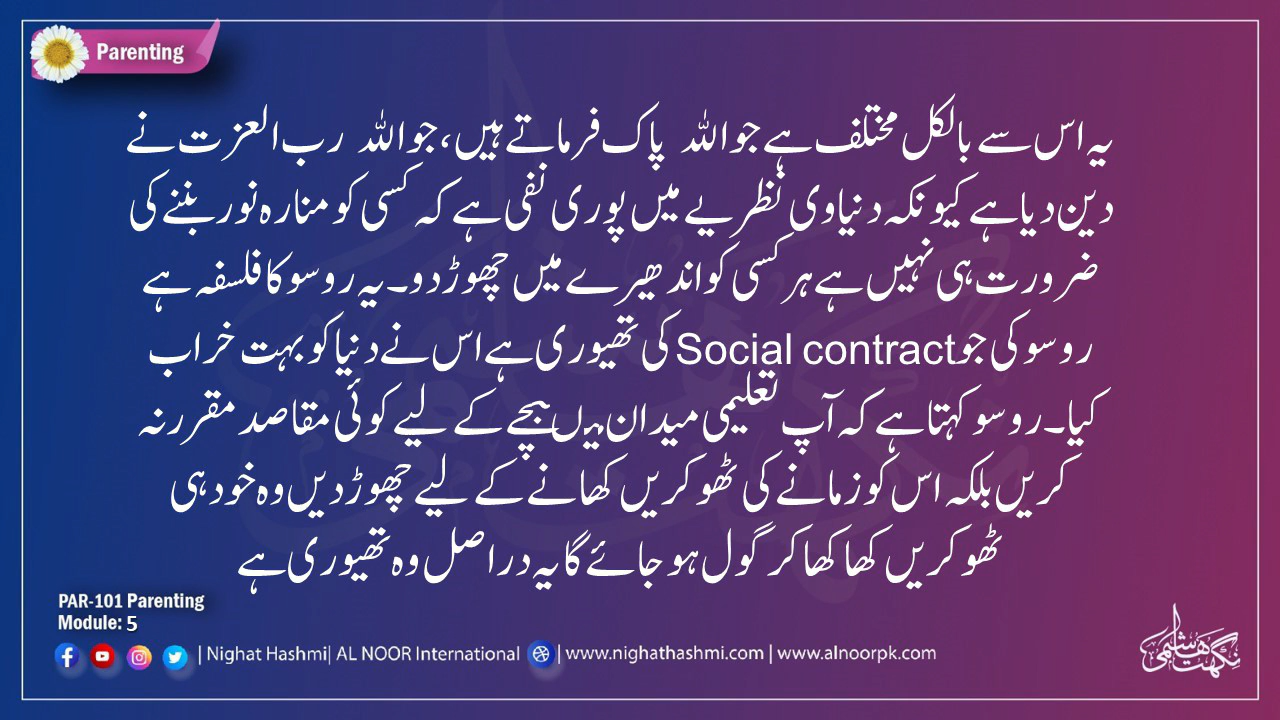 Parenting
یہ اس سے بالکل مختلف ہے جو اللہ پاک فرماتے ہیں، جو اللہ رب العزت نے
دین دیا ہے کیونکہ دنیاوی نظریے میں پوری نفی ہے کہ کسی کو منارہ نور بننے کی
ضرورت ہی نہیں ہے ہر کسی کو اندھیرے میں چھوڑ دو۔ یہ روسو کا فلسفہ ہے
روسو کی جو Social contract کی تھیوری ہے اس نے دنیا کو بہت خراب
کیا۔ روسو کہتا ہے کہ آپ تعلیمی میدان میں بچے کے لیے کوئی مقاصد مقرر نہ
کریں بلکہ اس کو زمانے کی ٹھوکریں کھانے کے لیے چھوڑ دیں وہ خود ہی
ٹھوکریں کھا کھا کر گول ہو جائے گا یہ دراصل وہ تھیوری ہے
PAR-101 Parenting
Module: 5
| Nighat Hashmi| AL NOOR International | www.nighathashmi.com | www.alnoorpk.com
نگہت ہاشمی